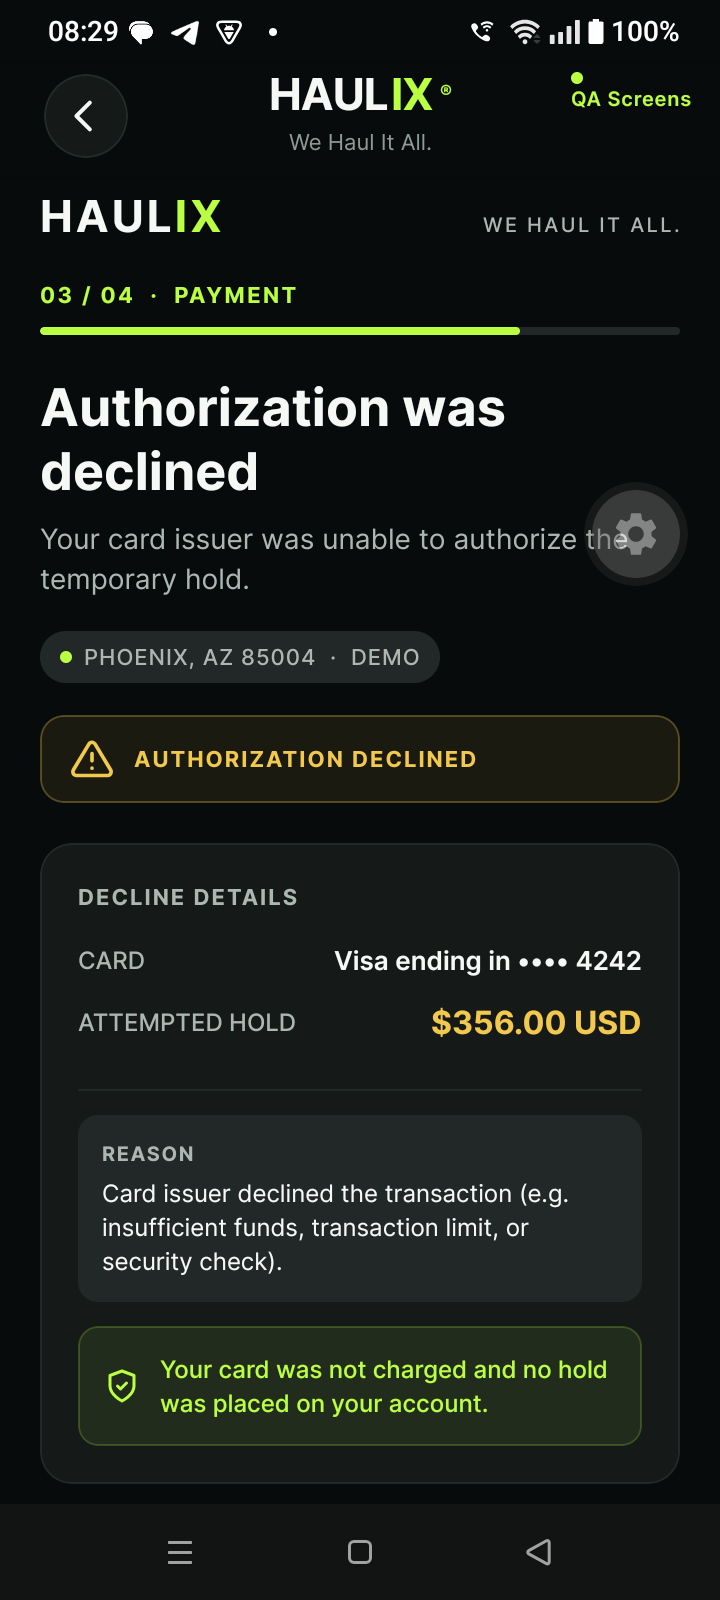 08:29
100%
HAULIX®
We Haul It All.
QA Screens
HAULIX
WE HAUL IT ALL.
03 / 04 · PAYMENT
Authorization was
declined
Your card issuer was unable to authorize the
temporary hold.
PHOENIX, AZ 85004 · DEMO
AUTHORIZATION DECLINED
DECLINE DETAILS
CARD Visa ending in •••• 4242
ATTEMPTED HOLD $356.00 USD
REASON
Card issuer declined the transaction (e.g.
insufficient funds, transaction limit, or
security check).
Your card was not charged and no hold
was placed on your account.